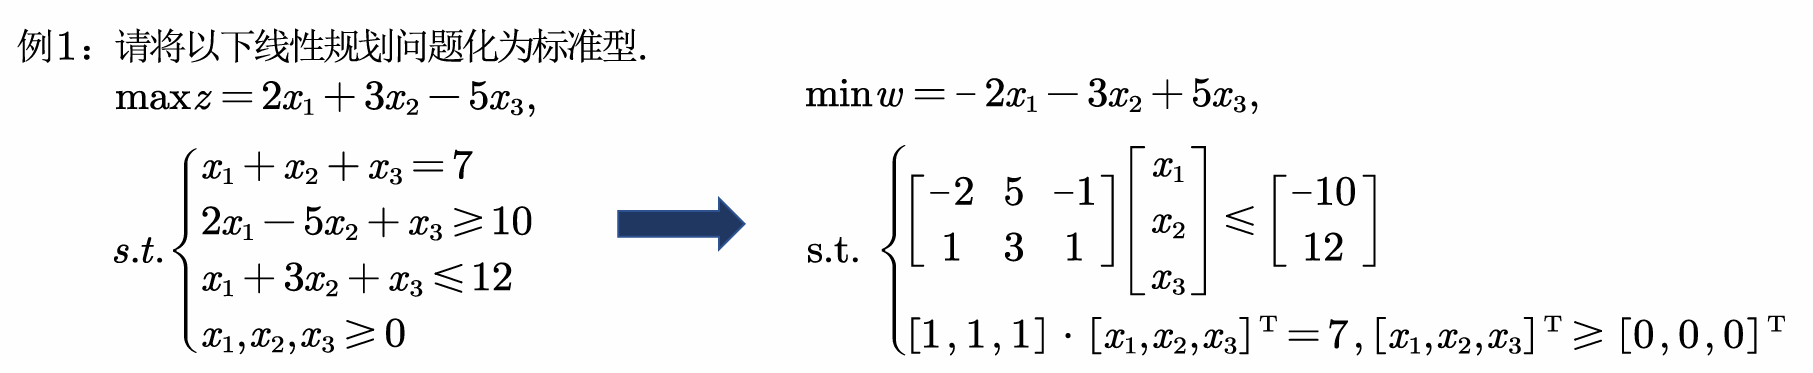 例1：请将以下线性规划问题化为标准型.
max z = 2x₁ + 3x₂ − 5x₃,
s.t. { x₁ + x₂ + x₃ = 7
2x₁ − 5x₂ + x₃ ⩾ 10
x₁ + 3x₂ + x₃ ⩽ 12
x₁,x₂,x₃ ⩾ 0
min w = −2x₁ − 3x₂ + 5x₃,
s.t. { [−2 5 −1; 1 3 1] [x₁; x₂; x₃] ⩽ [−10; 12]
[1,1,1] · [x₁,x₂,x₃]ᵀ = 7, [x₁,x₂,x₃]ᵀ ⩾ [0,0,0]ᵀ